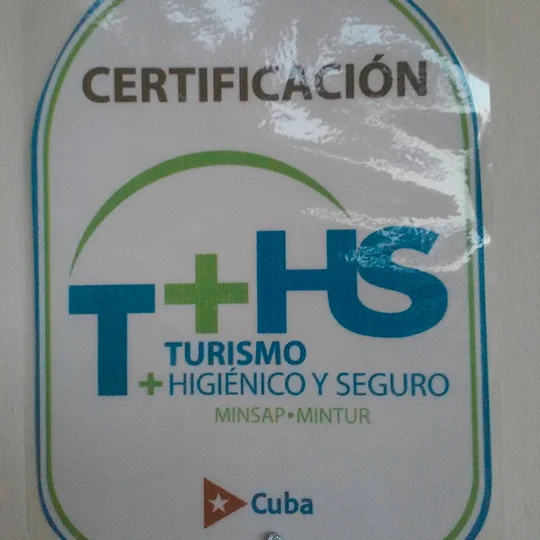 CERTIFICACIÓN
T+HS
TURISMO
+HIGIÉNICO Y SEGURO
MINSAP•MINTUR
Cuba